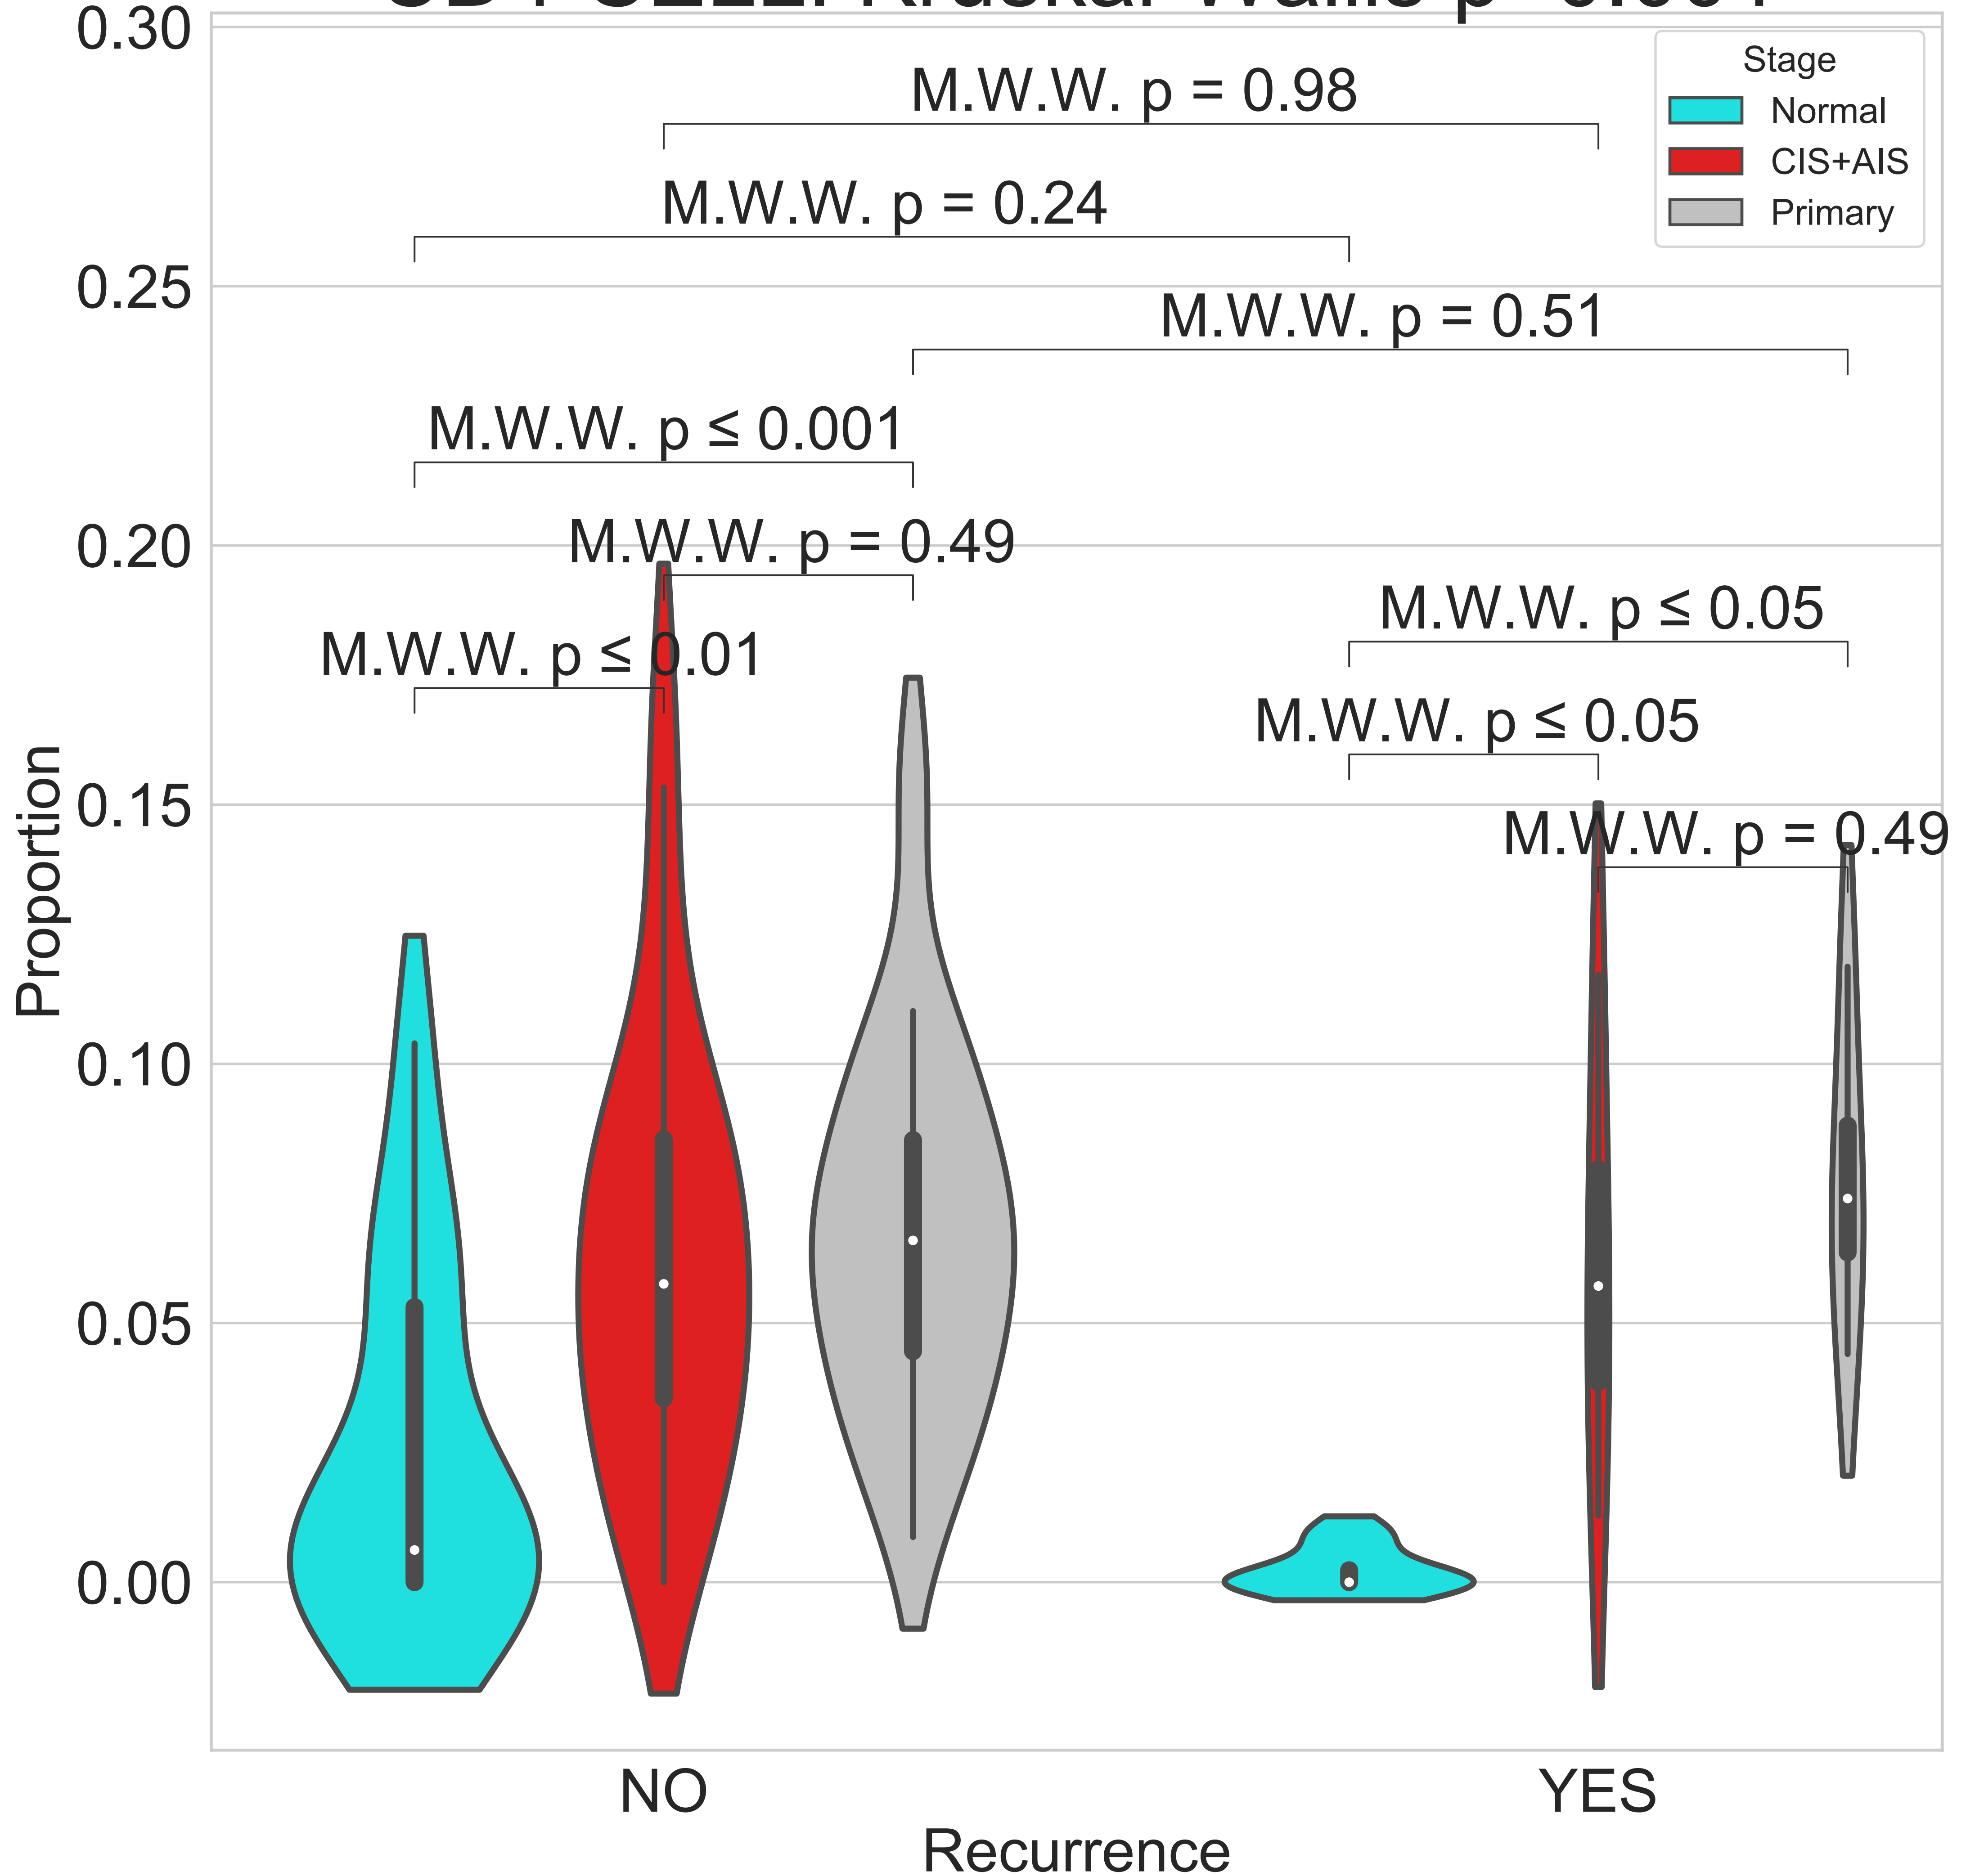 0.30
0.25
0.20
0.15
0.10
0.05
0.00
Proportion
M.W.W. p = 0.98
M.W.W. p = 0.24
M.W.W. p = 0.51
M.W.W. p ≤ 0.001
M.W.W. p = 0.49
M.W.W. p ≤ 0.01
M.W.W. p ≤ 0.05
M.W.W. p ≤ 0.05
M.W.W. p = 0.49
Stage
Normal
CIS+AIS
Primary
NO
YES
Recurrence